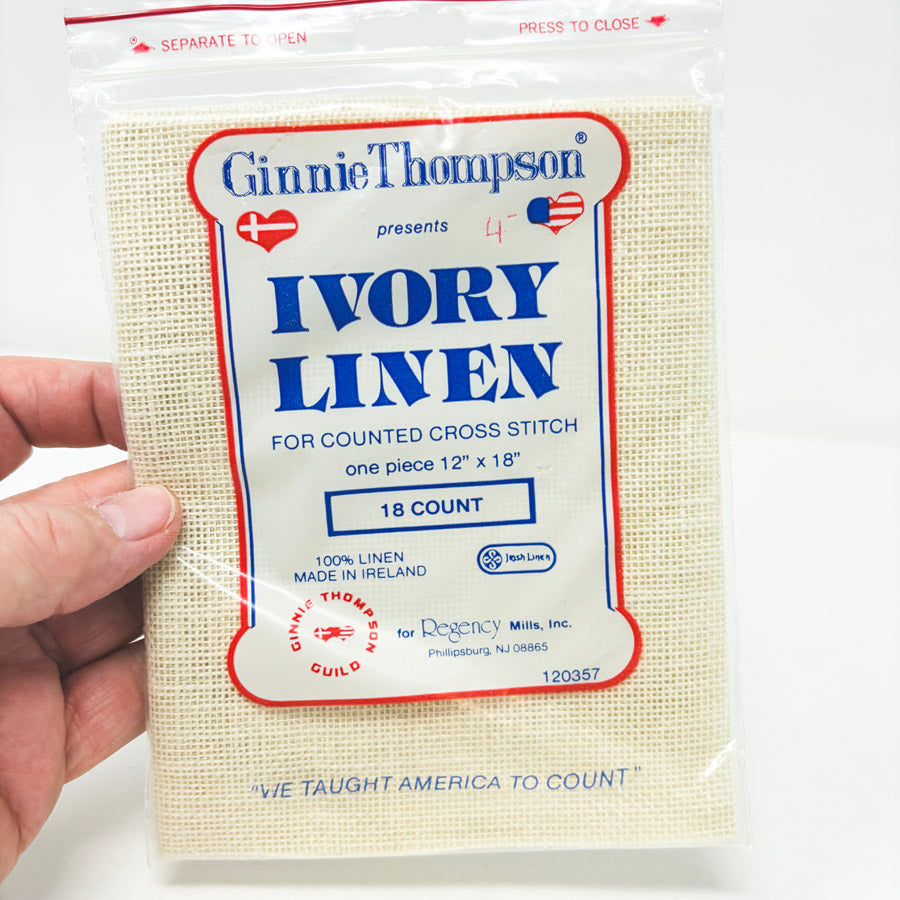 SEPARATE TO OPEN
PRESS TO CLOSE
Ginnie Thompson®
presents
4-
IVORY
LINEN
FOR COUNTED CROSS STITCH
one piece 12" x 18"
18 COUNT
100% LINEN
MADE IN IRELAND
Irish Linen
GINNIE THOMPSON
GUILD
for Regency Mills, Inc.
Phillipsburg, NJ 08865
120357
"WE TAUGHT AMERICA TO COUNT"